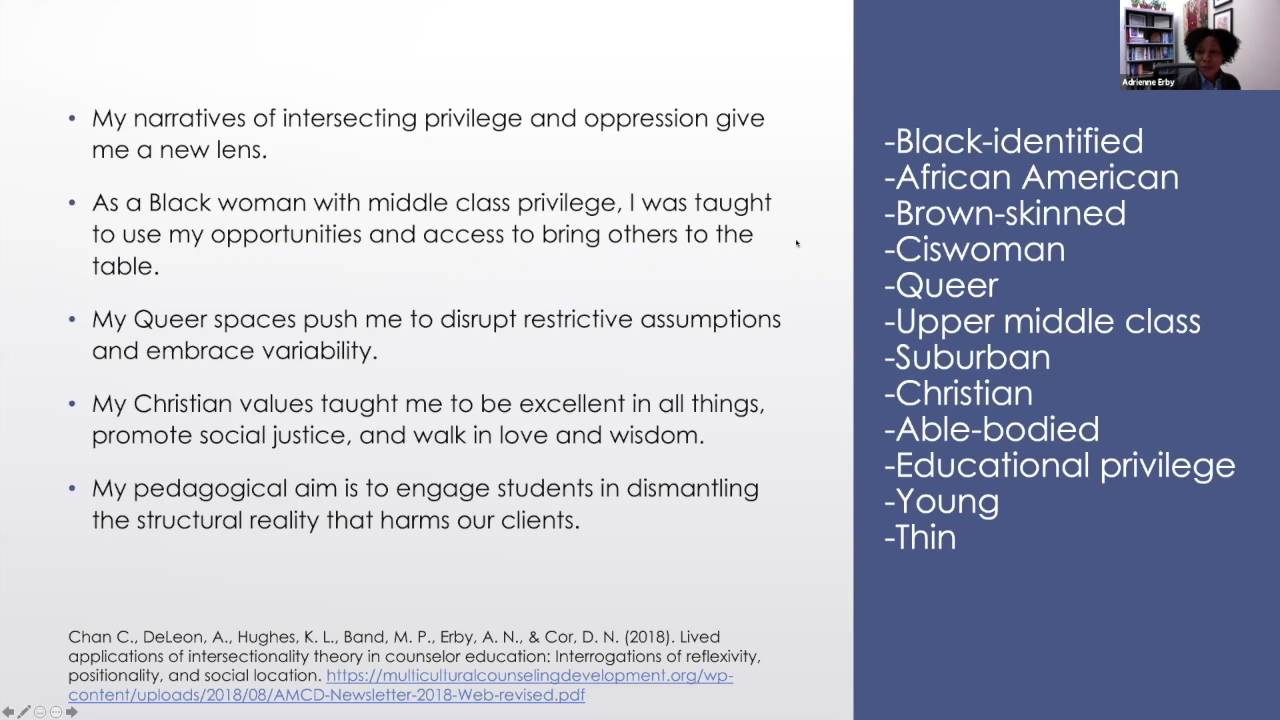 My narratives of intersecting privilege and oppression give
me a new lens.
As a Black woman with middle class privilege, I was taught
to use my opportunities and access to bring others to the
table.
My Queer spaces push me to disrupt restrictive assumptions
and embrace variability.
My Christian values taught me to be excellent in all things,
promote social justice, and walk in love and wisdom.
My pedagogical aim is to engage students in dismantling
the structural reality that harms our clients.
Chan C., DeLeon, A., Hughes, K. L., Band, M. P., Erby, A. N., & Cor, D. N. (2018). Lived
applications of intersectionality theory in counselor education: Interrogations of reflexivity,
positionality, and social location. https://multiculturalcounselingdevelopment.org/wp-
content/uploads/2018/08/AMCD-Newsletter-2018-Web-revised.pdf
Adrienne Erby
-Black-identified
-African American
-Brown-skinned
-Ciswoman
-Queer
-Upper middle class
-Suburban
-Christian
-Able-bodied
-Educational privilege
-Young
-Thin